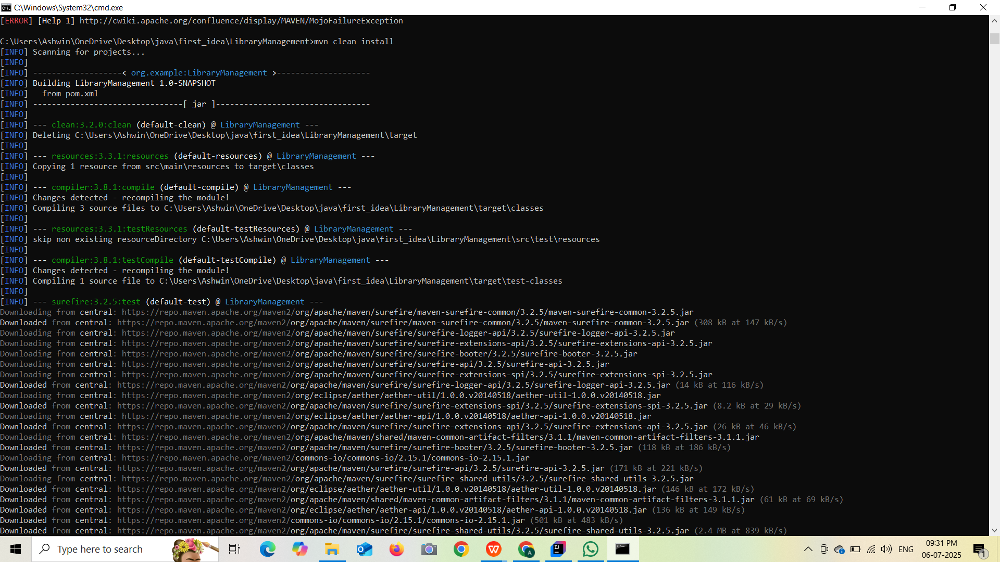 C:\Windows\System32\cmd.exe
[ERROR] [Help 1] http://cwiki.apache.org/confluence/display/MAVEN/MojoFailureException
C:\Users\Ashwin\OneDrive\Desktop\java\first_idea\LibraryManagement>mvn clean install
[INFO] Scanning for projects...
[INFO]
[INFO] -------------------< org.example:LibraryManagement >--------------------
[INFO] Building LibraryManagement 1.0-SNAPSHOT
[INFO]   from pom.xml
[INFO] --------------------------------[ jar ]---------------------------------
[INFO]
[INFO] --- clean:3.2.0:clean (default-clean) @ LibraryManagement ---
[INFO] Deleting C:\Users\Ashwin\OneDrive\Desktop\java\first_idea\LibraryManagement\target
[INFO]
[INFO] --- resources:3.3.1:resources (default-resources) @ LibraryManagement ---
[INFO] Copying 1 resource from src\main\resources to target\classes
[INFO]
[INFO] --- compiler:3.8.1:compile (default-compile) @ LibraryManagement ---
[INFO] Changes detected - recompiling the module!
[INFO] Compiling 3 source files to C:\Users\Ashwin\OneDrive\Desktop\java\first_idea\LibraryManagement\target\classes
[INFO]
[INFO] --- resources:3.3.1:testResources (default-testResources) @ LibraryManagement ---
[INFO] skip non existing resourceDirectory C:\Users\Ashwin\OneDrive\Desktop\java\first_idea\LibraryManagement\src\test\resources
[INFO]
[INFO] --- compiler:3.8.1:testCompile (default-testCompile) @ LibraryManagement ---
[INFO] Changes detected - recompiling the module!
[INFO] Compiling 1 source file to C:\Users\Ashwin\OneDrive\Desktop\java\first_idea\LibraryManagement\target\test-classes
[INFO]
[INFO] --- surefire:3.2.5:test (default-test) @ LibraryManagement ---
Downloading from central: https://repo.maven.apache.org/maven2/org/apache/maven/surefire/maven-surefire-common/3.2.5/maven-surefire-common-3.2.5.jar
Downloaded from central: https://repo.maven.apache.org/maven2/org/apache/maven/surefire/maven-surefire-common/3.2.5/maven-surefire-common-3.2.5.jar (308 kB at 147 kB/s)
Downloading from central: https://repo.maven.apache.org/maven2/org/apache/maven/surefire/surefire-logger-api/3.2.5/surefire-logger-api-3.2.5.jar
Downloading from central: https://repo.maven.apache.org/maven2/org/apache/maven/surefire/surefire-extensions-api/3.2.5/surefire-extensions-api-3.2.5.jar
Downloading from central: https://repo.maven.apache.org/maven2/org/apache/maven/surefire/surefire-booter/3.2.5/surefire-booter-3.2.5.jar
Downloading from central: https://repo.maven.apache.org/maven2/org/apache/maven/surefire/surefire-api/3.2.5/surefire-api-3.2.5.jar
Downloading from central: https://repo.maven.apache.org/maven2/org/apache/maven/surefire/surefire-extensions-spi/3.2.5/surefire-extensions-spi-3.2.5.jar
Downloaded from central: https://repo.maven.apache.org/maven2/org/apache/maven/surefire/surefire-logger-api/3.2.5/surefire-logger-api-3.2.5.jar (14 kB at 116 kB/s)
Downloading from central: https://repo.maven.apache.org/maven2/org/eclipse/aether/aether-util/1.0.0.v20140518/aether-util-1.0.0.v20140518.jar
Downloaded from central: https://repo.maven.apache.org/maven2/org/apache/maven/surefire/surefire-extensions-spi/3.2.5/surefire-extensions-spi-3.2.5.jar (8.2 kB at 29 kB/s)
Downloading from central: https://repo.maven.apache.org/maven2/org/eclipse/aether/aether-api/1.0.0.v20140518/aether-api-1.0.0.v20140518.jar
Downloaded from central: https://repo.maven.apache.org/maven2/org/apache/maven/surefire/surefire-extensions-api/3.2.5/surefire-extensions-api-3.2.5.jar (26 kB at 46 kB/s)
Downloading from central: https://repo.maven.apache.org/maven2/org/apache/maven/shared/maven-common-artifact-filters/3.1.1/maven-common-artifact-filters-3.1.1.jar
Downloaded from central: https://repo.maven.apache.org/maven2/org/apache/maven/surefire/surefire-booter/3.2.5/surefire-booter-3.2.5.jar (118 kB at 186 kB/s)
Downloading from central: https://repo.maven.apache.org/maven2/commons-io/commons-io/2.15.1/commons-io-2.15.1.jar
Downloaded from central: https://repo.maven.apache.org/maven2/org/apache/maven/surefire/surefire-api/3.2.5/surefire-api-3.2.5.jar (171 kB at 221 kB/s)
Downloading from central: https://repo.maven.apache.org/maven2/org/apache/maven/surefire/surefire-shared-utils/3.2.5/surefire-shared-utils-3.2.5.jar
Downloaded from central: https://repo.maven.apache.org/maven2/org/eclipse/aether/aether-util/1.0.0.v20140518/aether-util-1.0.0.v20140518.jar (146 kB at 172 kB/s)
Downloaded from central: https://repo.maven.apache.org/maven2/org/apache/maven/shared/maven-common-artifact-filters/3.1.1/maven-common-artifact-filters-3.1.1.jar (61 kB at 69 kB/s)
Downloaded from central: https://repo.maven.apache.org/maven2/org/eclipse/aether/aether-api/1.0.0.v20140518/aether-api-1.0.0.v20140518.jar (136 kB at 149 kB/s)
Downloaded from central: https://repo.maven.apache.org/maven2/commons-io/commons-io/2.15.1/commons-io-2.15.1.jar (501 kB at 483 kB/s)
Downloaded from central: https://repo.maven.apache.org/maven2/org/apache/maven/surefire/surefire-shared-utils/3.2.5/surefire-shared-utils-3.2.5.jar (2.4 MB at 839 kB/s)
Type here to search
ENG
09:31 PM
06-07-2025
1